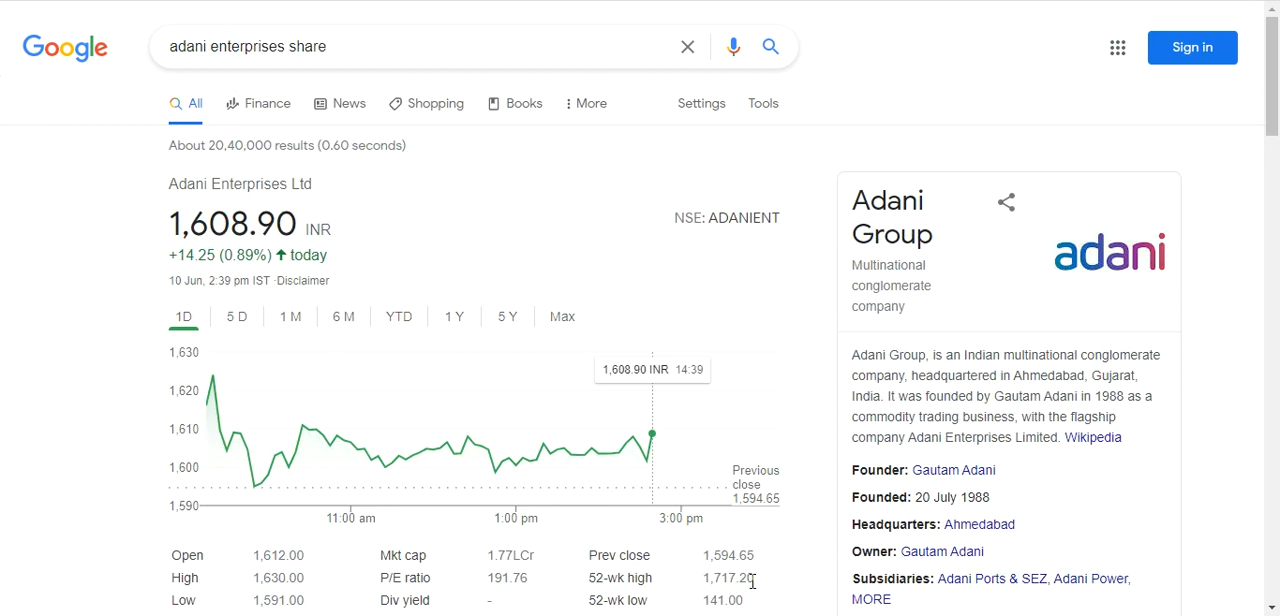 Google
adani enterprises share
Sign in
All Finance News Shopping Books More Settings Tools
About 20,40,000 results (0.60 seconds)
Adani Enterprises Ltd
1,608.90 INR
NSE: ADANIENT
+14.25 (0.89%) today
10 Jun, 2:39 pm IST ·Disclaimer
1D 5 D 1 M 6 M YTD 1 Y 5 Y Max
1,630
1,620
1,610
1,600
1,590
1,608.90 INR 14:39
Previous
close
1,594.65
11:00 am 1:00 pm 3:00 pm
Open 1,612.00 Mkt cap 1.77LCr Prev close 1,594.65
High 1,630.00 P/E ratio 191.76 52-wk high 1,717.20
Low 1,591.00 Div yield - 52-wk low 141.00
Adani
Group
adani
Multinational
conglomerate
company
Adani Group, is an Indian multinational conglomerate
company, headquartered in Ahmedabad, Gujarat,
India. It was founded by Gautam Adani in 1988 as a
commodity trading business, with the flagship
company Adani Enterprises Limited. Wikipedia
Founder: Gautam Adani
Founded: 20 July 1988
Headquarters: Ahmedabad
Owner: Gautam Adani
Subsidiaries: Adani Ports & SEZ, Adani Power,
MORE